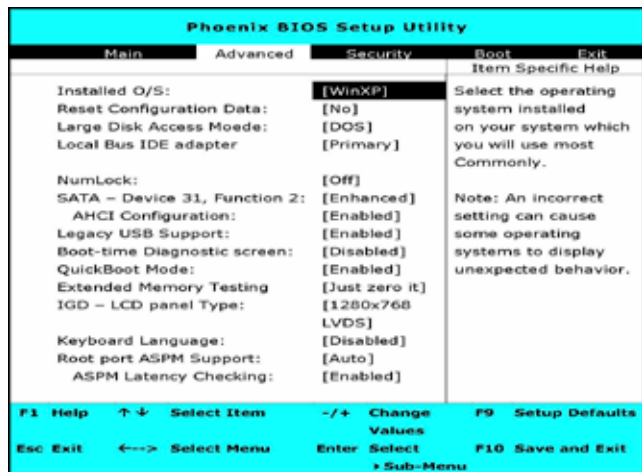 Phoenix BIOS Setup Utility
Main Advanced Security Boot Exit
Item Specific Help
Installed O/S: [WinXP]
Reset Configuration Data: [No]
Large Disk Access Moede: [DOS]
Local Bus IDE adapter [Primary]
NumLock: [Off]
SATA – Device 31, Function 2: [Enhanced]
AHCI Configuration: [Enabled]
Legacy USB Support: [Enabled]
Boot-time Diagnostic screen: [Disabled]
QuickBoot Mode: [Enabled]
Extended Memory Testing [Just zero it]
IGD – LCD panel Type: [1280x768
LVDS]
Keyboard Language: [Disabled]
Root port ASPM Support: [Auto]
ASPM Latency Checking: [Enabled]
Select the operating
system installed
on your system which
you will use most
Commonly.
Note: An incorrect
setting can cause
some operating
systems to display
unexpected behavior.
F1 Help ↑↓ Select Item -/+ Change Values F9 Setup Defaults
Esc Exit <--> Select Menu Enter Select ▸ Sub-Menu F10 Save and Exit